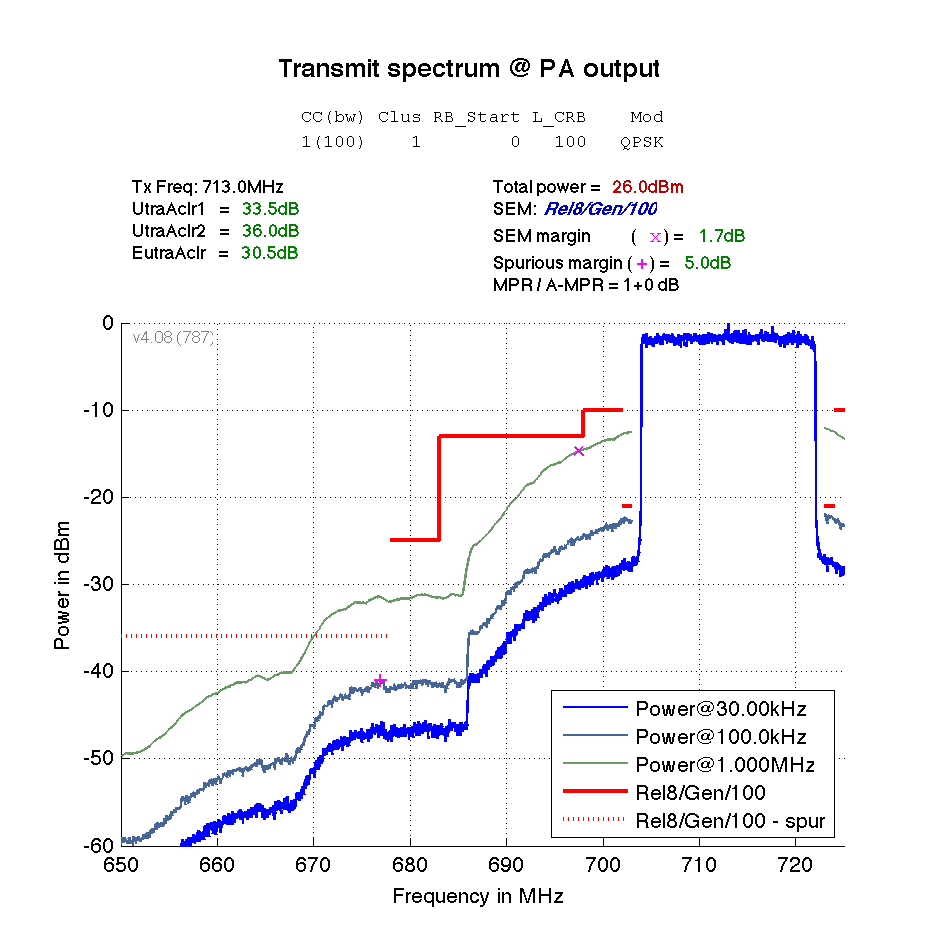 Transmit spectrum @ PA output
CC(bw) Clus RB_Start L_CRB Mod
1(100) 1 0 100 QPSK
Tx Freq: 713.0MHz
UtraAclr1 = 33.5dB
UtraAclr2 = 36.0dB
EutraAclr = 30.5dB
Total power = 26.0dBm
SEM: Rel8/Gen/100
SEM margin ( x ) = 1.7dB
Spurious margin ( + ) = 5.0dB
MPR / A-MPR = 1+0 dB
v4.08 (787)
0
-10
-20
-30
-40
-50
-60
Power in dBm
650 660 670 680 690 700 710 720
Frequency in MHz
Power@30.00kHz
Power@100.0kHz
Power@1.000MHz
Rel8/Gen/100
Rel8/Gen/100 - spur